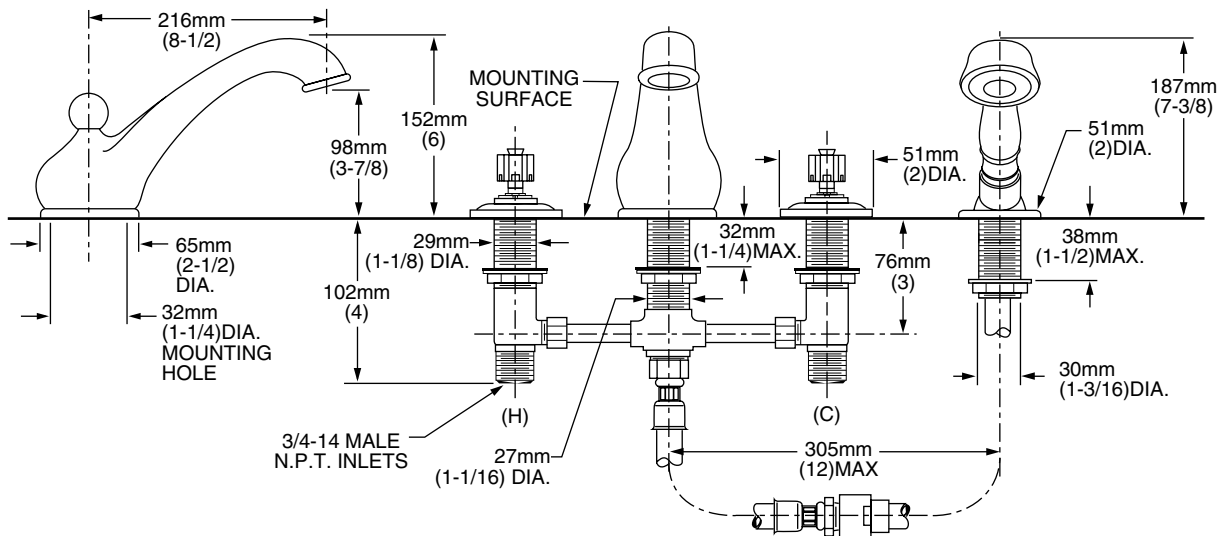 216mm
(8-1/2)
MOUNTING
SURFACE
187mm
(7-3/8)
152mm
(6)
98mm
(3-7/8)
51mm
(2)DIA.
51mm
(2)DIA.
65mm
(2-1/2)
DIA.
29mm
(1-1/8) DIA.
32mm
(1-1/4)MAX.
76mm
(3)
38mm
(1-1/2)MAX.
102mm
(4)
32mm
(1-1/4)DIA.
MOUNTING
HOLE
30mm
(1-3/16)DIA.
(H)
(C)
3/4-14 MALE
N.P.T. INLETS
27mm
(1-1/16) DIA.
305mm
(12)MAX